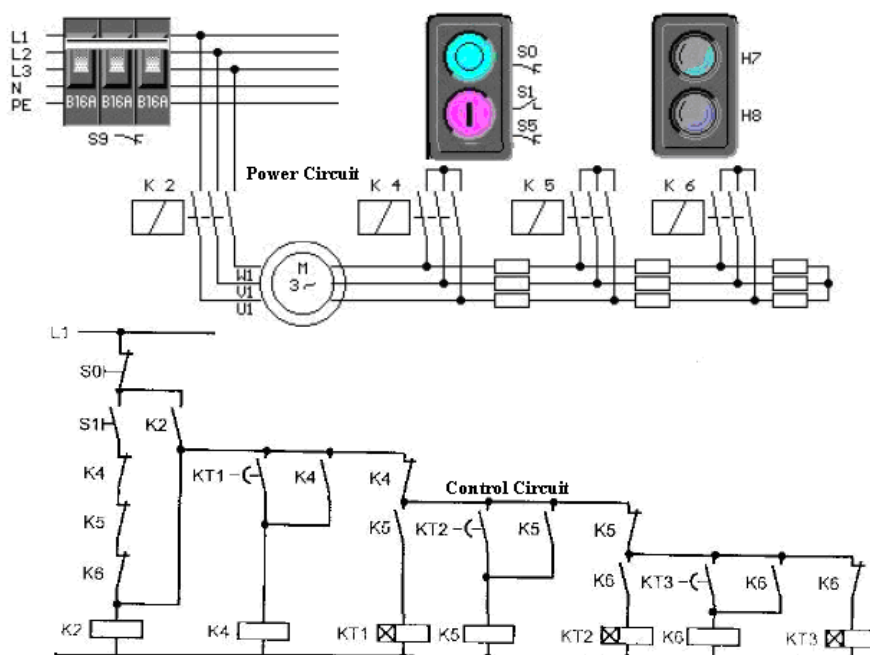 L1
L2
L3
N
PE
B16A B16A B16A
S9
S0
S1
S5
H7
H8
Power Circuit
K 2
K 4
K 5
K 6
M
3 ~
W1
V1
U1
L1
S0
S1
K2
K4
KT1
K4
K4
Control Circuit
K5
K5
KT2
K5
K5
K6
K6
KT3
K6
K6
K2
K4
KT1
K5
KT2
K6
KT3